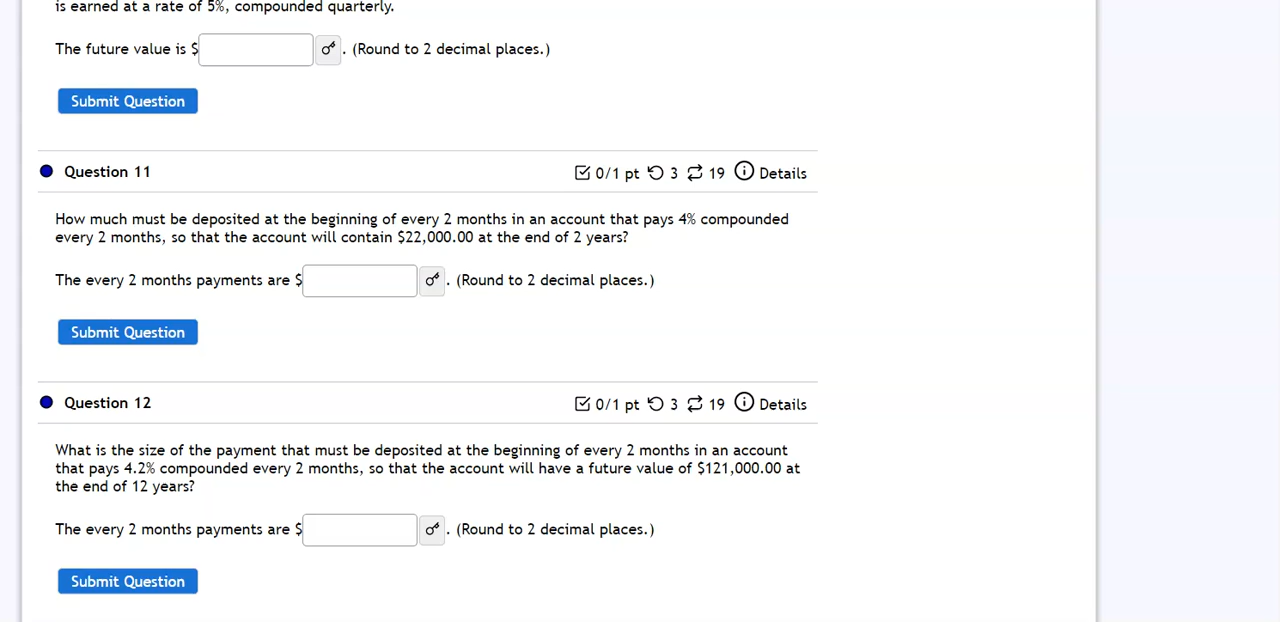 is earned at a rate of 5%, compounded quarterly.
The future value is $ . (Round to 2 decimal places.)
Submit Question
Question 11 0/1 pt 3 19 Details
How much must be deposited at the beginning of every 2 months in an account that pays 4% compounded
every 2 months, so that the account will contain $22,000.00 at the end of 2 years?
The every 2 months payments are $ . (Round to 2 decimal places.)
Submit Question
Question 12 0/1 pt 3 19 Details
What is the size of the payment that must be deposited at the beginning of every 2 months in an account
that pays 4.2% compounded every 2 months, so that the account will have a future value of $121,000.00 at
the end of 12 years?
The every 2 months payments are $ . (Round to 2 decimal places.)
Submit Question